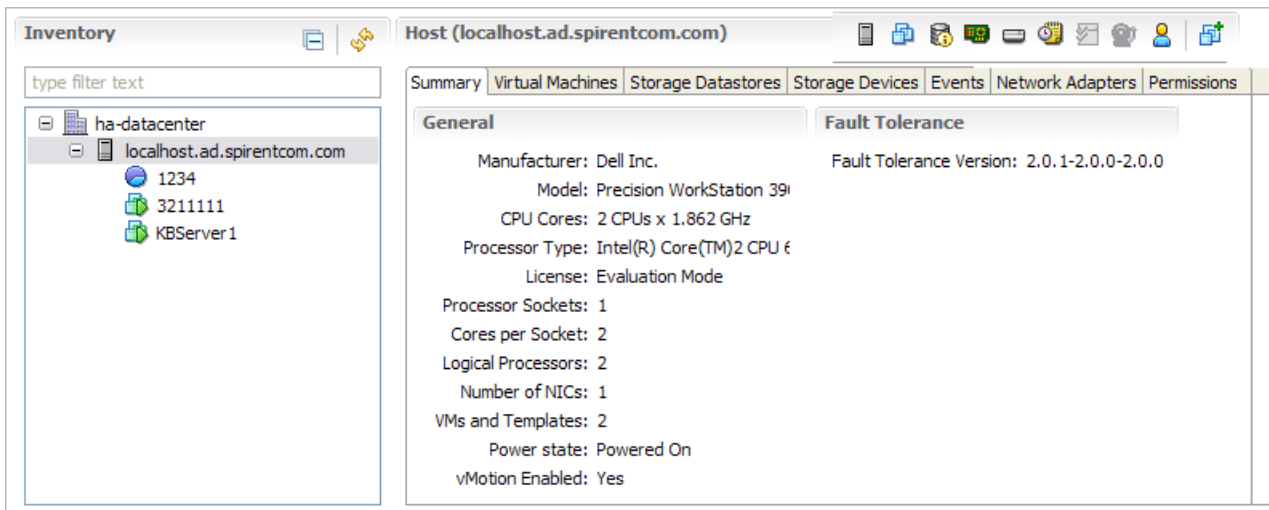 Inventory
type filter text
ha-datacenter
localhost.ad.spirentcom.com
1234
3211111
KBServer1
Host (localhost.ad.spirentcom.com)
Summary Virtual Machines Storage Datastores Storage Devices Events Network Adapters Permissions
General
Manufacturer: Dell Inc.
Model: Precision WorkStation 39
CPU Cores: 2 CPUs x 1.862 GHz
Processor Type: Intel(R) Core(TM)2 CPU 6
License: Evaluation Mode
Processor Sockets: 1
Cores per Socket: 2
Logical Processors: 2
Number of NICs: 1
VMs and Templates: 2
Power state: Powered On
vMotion Enabled: Yes
Fault Tolerance
Fault Tolerance Version: 2.0.1-2.0.0-2.0.0